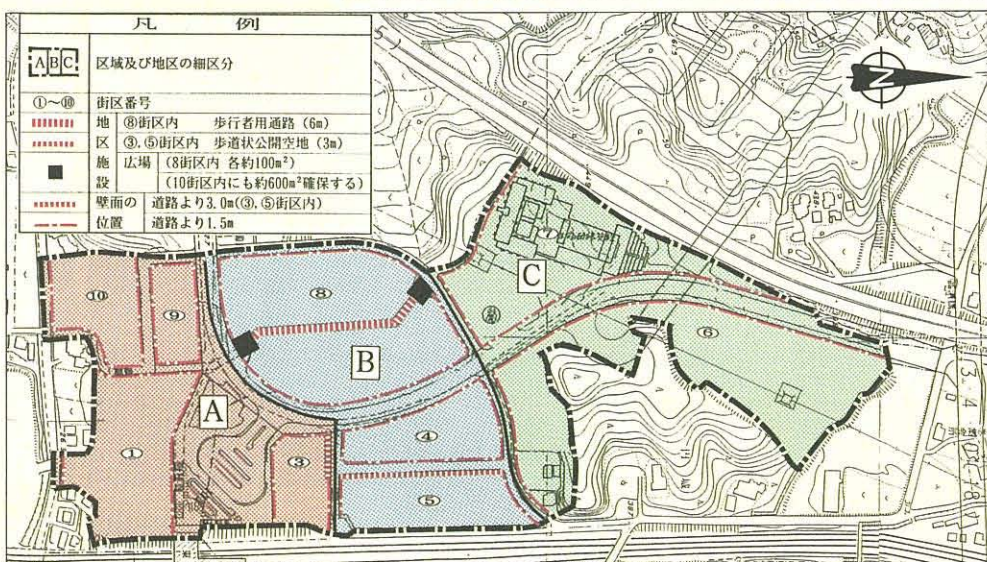 凡 例
A B C 区域及び地区の細区分
①～⑩ 街区番号
地区施設
⑧街区内 歩行者用通路 (6m)
③,⑤街区内 歩道状公開空地 (3m)
広場 (8街区内 各約100m²)
(10街区内にも約600m²確保する)
壁面の位置
道路より3.0m(③,⑤街区内)
道路より1.5m
N
⑩
⑨
⑧
C
⑥
B
A
①
③
④
⑤